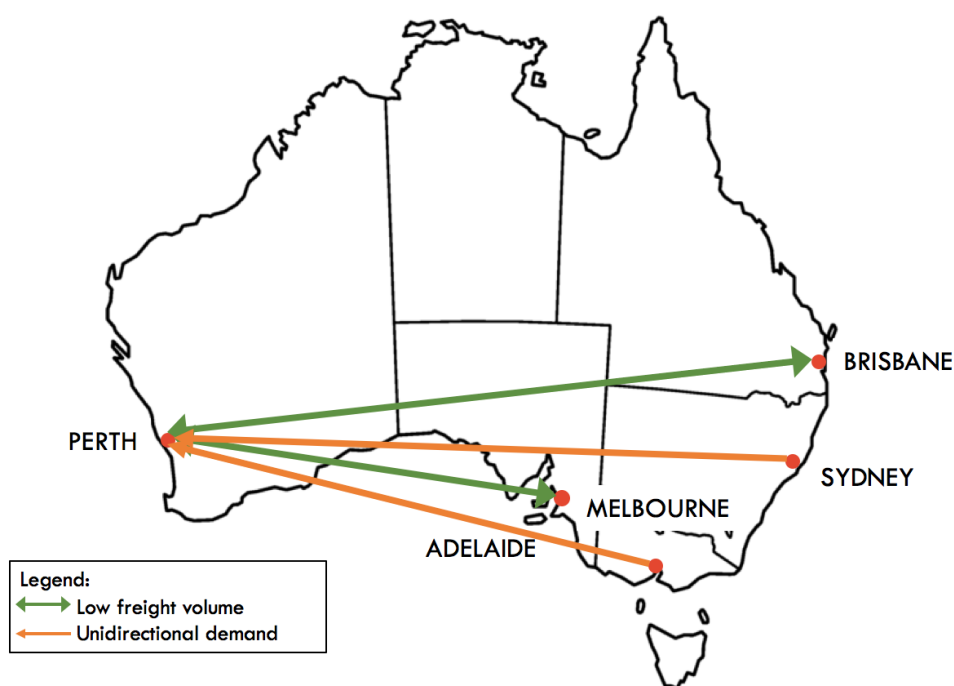 BRISBANE
PERTH
SYDNEY
MELBOURNE
ADELAIDE
Legend:
Low freight volume
Unidirectional demand